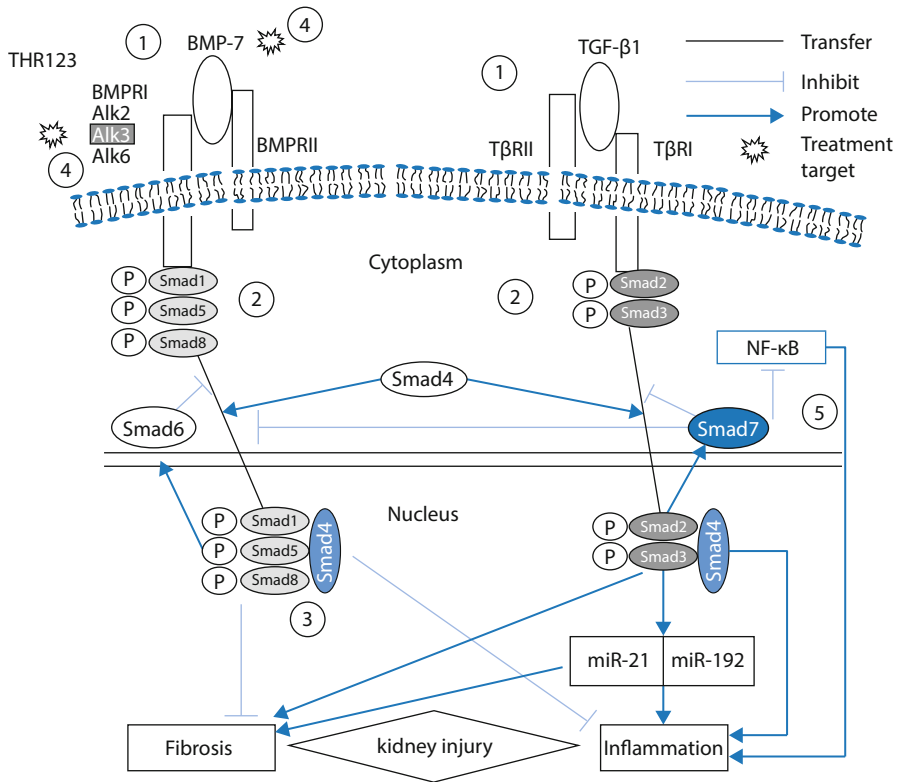 THR123
1
BMP-7
4
BMPRI
Alk2
Alk3
Alk6
4
BMPRII
1
TGF-β1
TβRII
TβRI
Transfer
Inhibit
Promote
Treatment
target
Cytoplasm
P
Smad1
P
Smad5
P
Smad8
2
2
P
Smad2
P
Smad3
NF-κB
Smad4
Smad6
Smad7
5
Nucleus
P
Smad1
P
Smad5
P
Smad8
Smad4
3
P
Smad2
P
Smad3
Smad4
miR-21
miR-192
Fibrosis
kidney injury
Inflammation